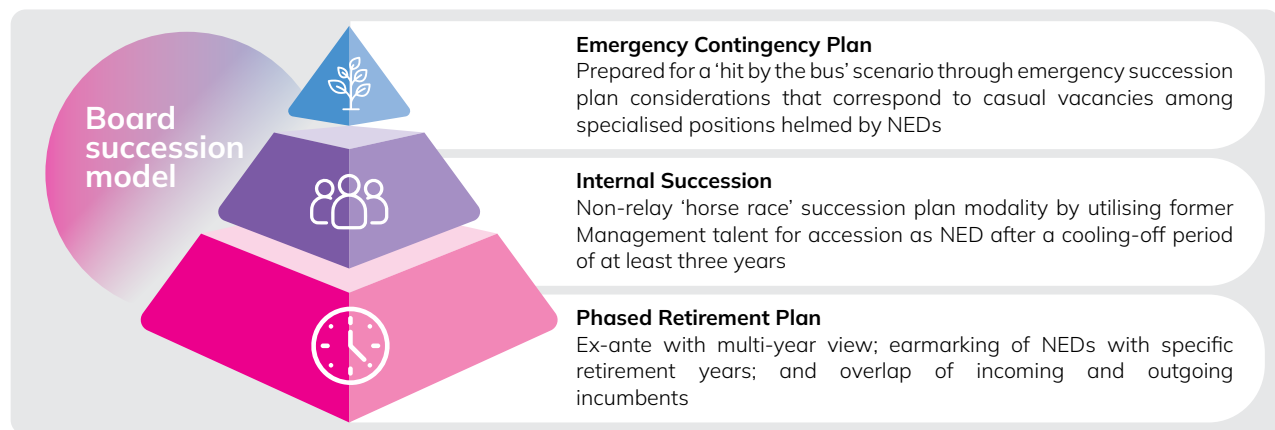 Board
succession
model
Emergency Contingency Plan
Prepared for a ‘hit by the bus’ scenario through emergency succession
plan considerations that correspond to casual vacancies among
specialised positions helmed by NEDs
Internal Succession
Non-relay ‘horse race’ succession plan modality by utilising former
Management talent for accession as NED after a cooling-off period
of at least three years
Phased Retirement Plan
Ex-ante with multi-year view; earmarking of NEDs with specific
retirement years; and overlap of incoming and outgoing
incumbents